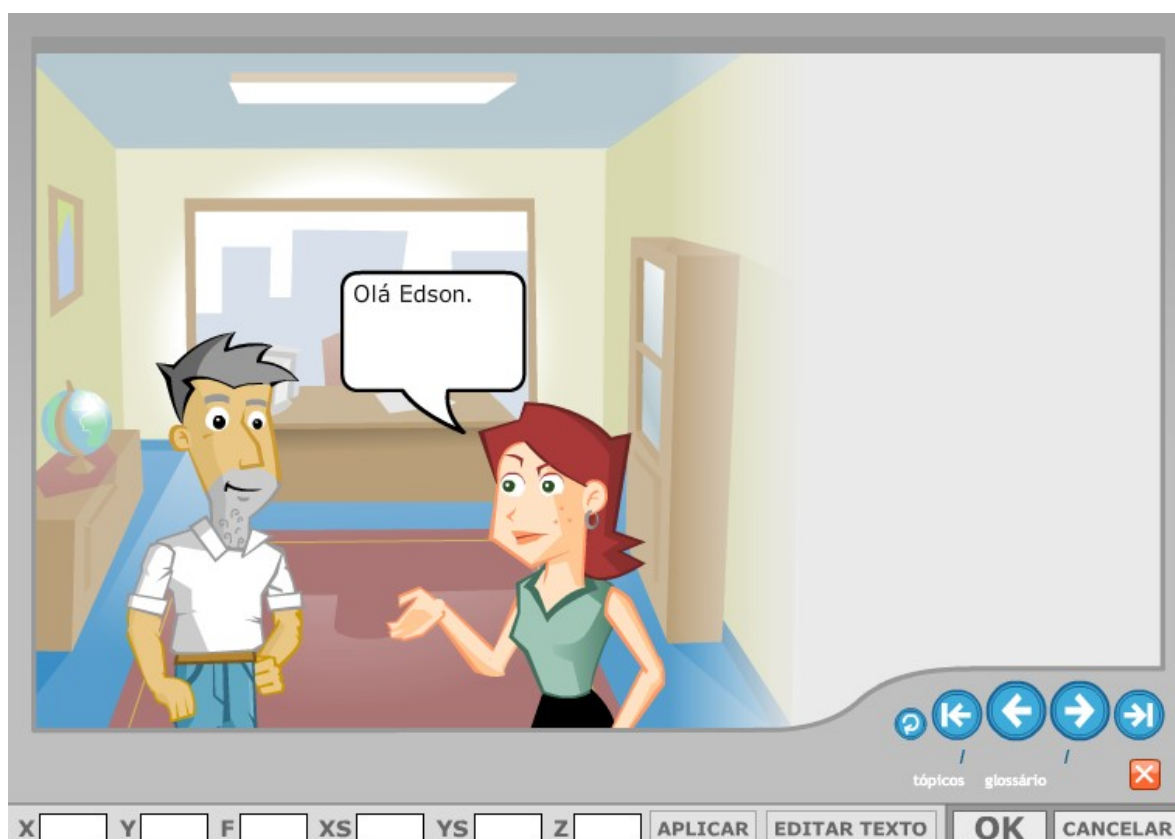 Olá Edson.
/ /
tópicos glossário
X Y F XS YS Z APLICAR EDITAR TEXTO OK CANCELAR